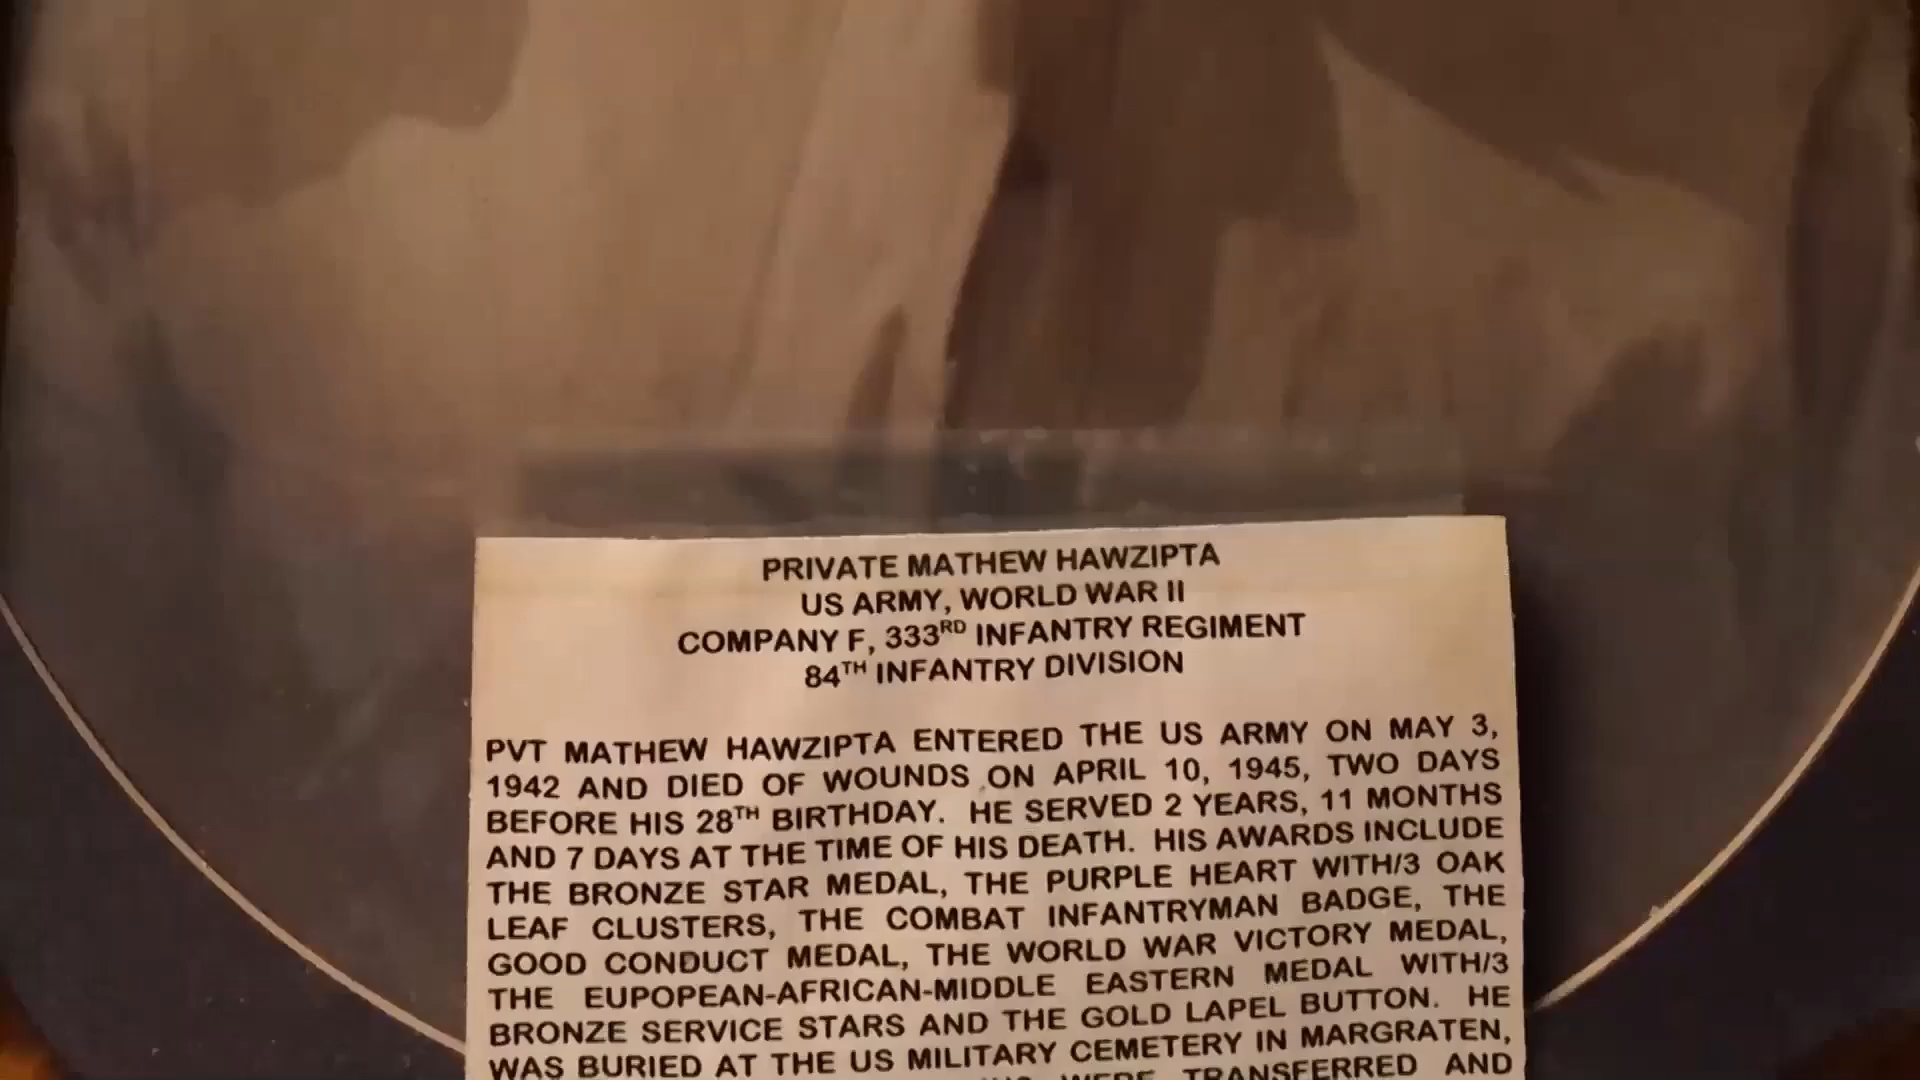 PRIVATE MATHEW HAWZIPTA
US ARMY, WORLD WAR II
COMPANY F, 333RD INFANTRY REGIMENT
84TH INFANTRY DIVISION
PVT MATHEW HAWZIPTA ENTERED THE US ARMY ON MAY 3,
1942 AND DIED OF WOUNDS ON APRIL 10, 1945, TWO DAYS
BEFORE HIS 28TH BIRTHDAY. HE SERVED 2 YEARS, 11 MONTHS
AND 7 DAYS AT THE TIME OF HIS DEATH. HIS AWARDS INCLUDE
THE BRONZE STAR MEDAL, THE PURPLE HEART WITH/3 OAK
LEAF CLUSTERS, THE COMBAT INFANTRYMAN BADGE, THE
GOOD CONDUCT MEDAL, THE WORLD WAR VICTORY MEDAL,
THE EUPOPEAN-AFRICAN-MIDDLE EASTERN MEDAL WITH/3
BRONZE SERVICE STARS AND THE GOLD LAPEL BUTTON. HE
WAS BURIED AT THE US MILITARY CEMETERY IN MARGRATEN,
WERE TRANSFERRED AND